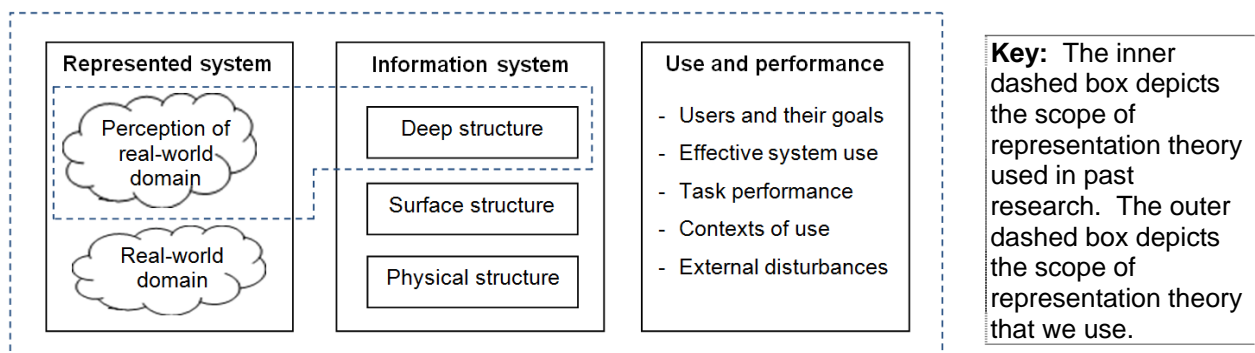 Represented system
Perception of
real-world
domain
Real-world
domain
Information system
Deep structure
Surface structure
Physical structure
Use and performance
- Users and their goals
- Effective system use
- Task performance
- Contexts of use
- External disturbances
Key: The inner
dashed box depicts
the scope of
representation theory
used in past
research. The outer
dashed box depicts
the scope of
representation theory
that we use.